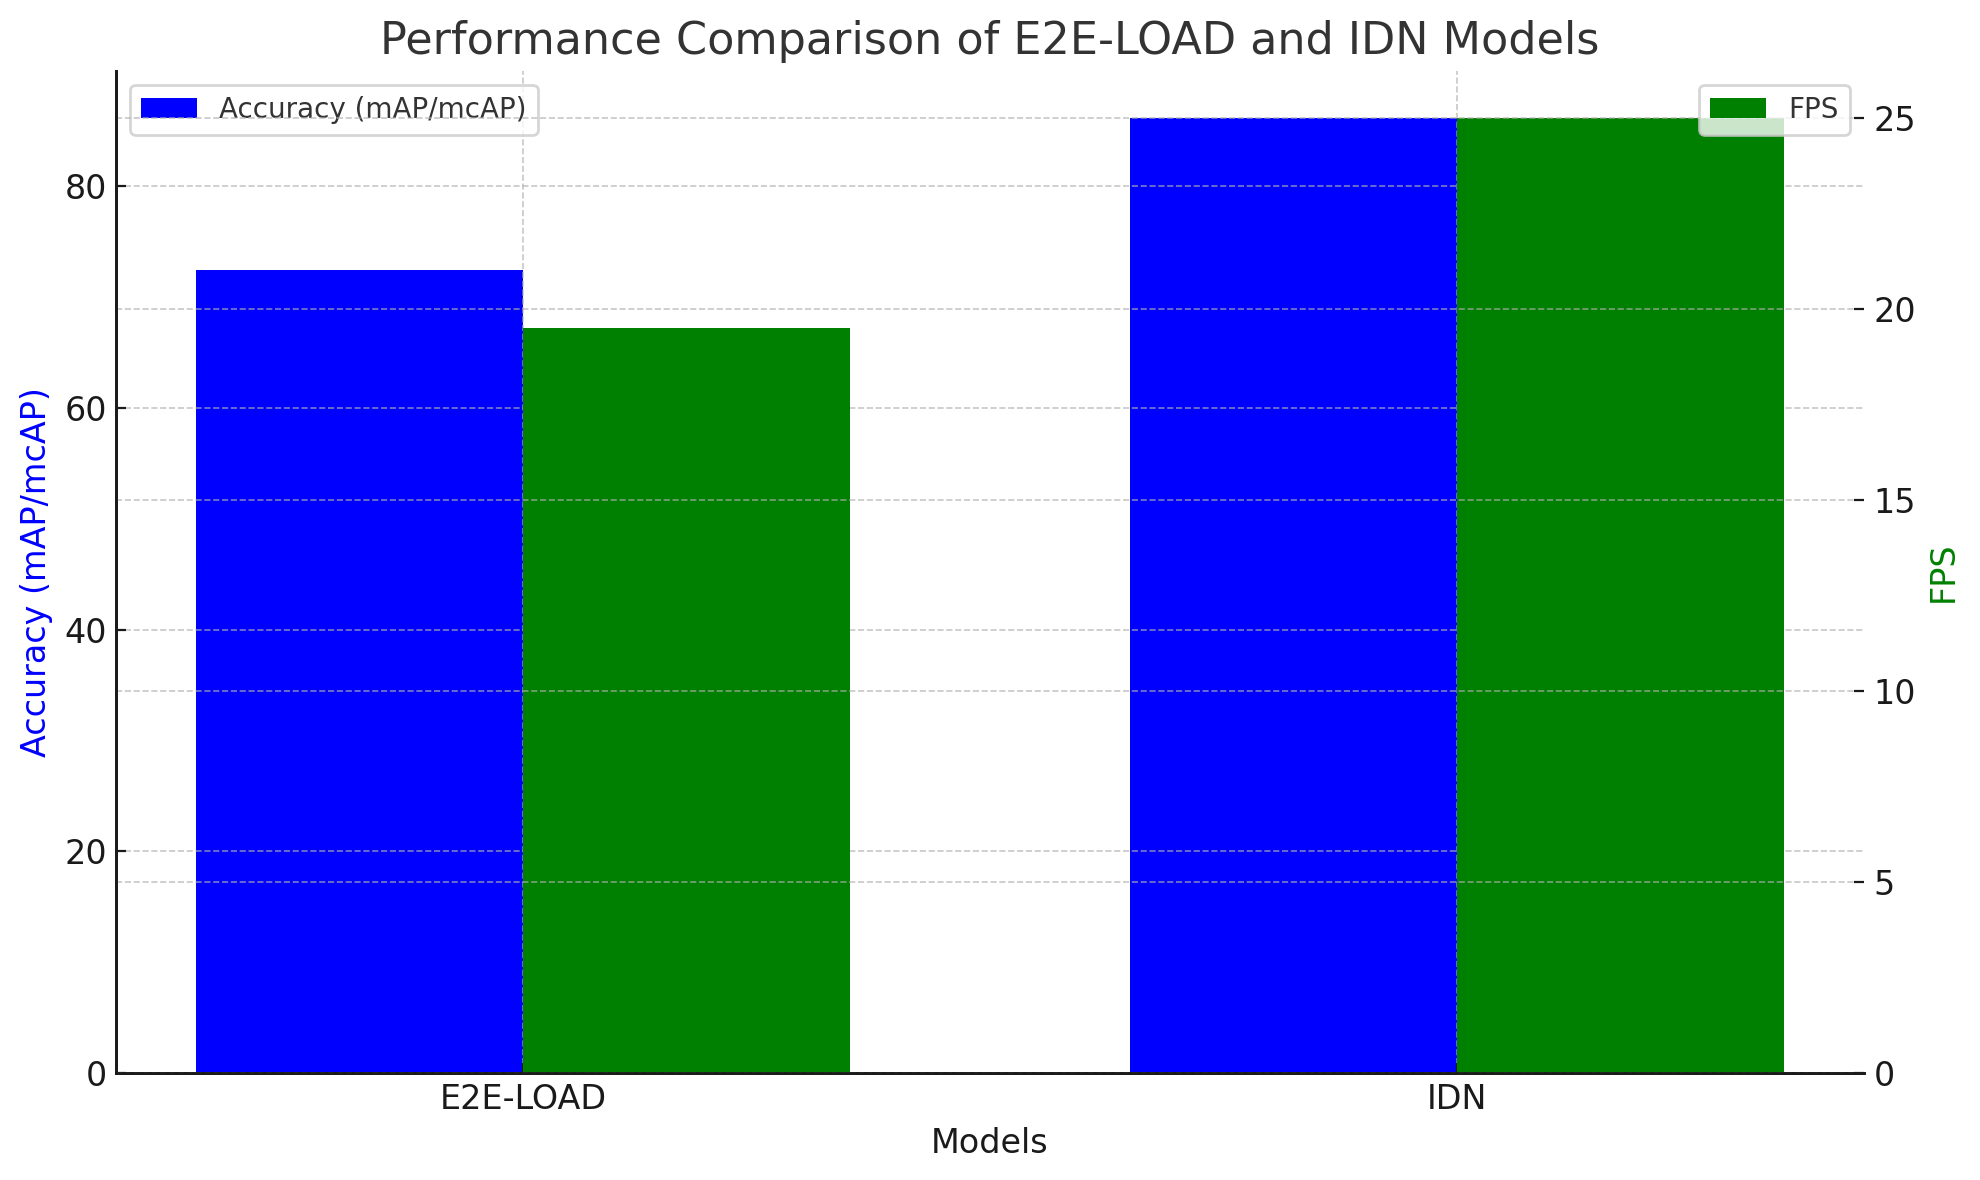 Performance Comparison of E2E-LOAD and IDN Models
Accuracy (mAP/mcAP)
FPS
Accuracy (mAP/mcAP)
80
60
40
20
0
25
20
15
10
5
0
FPS
E2E-LOAD
IDN
Models